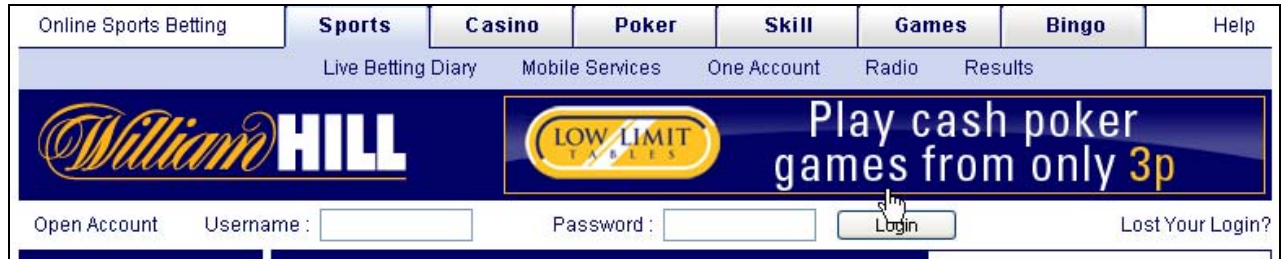 Online Sports Betting Sports Casino Poker Skill Games Bingo Help
Live Betting Diary Mobile Services One Account Radio Results
William HILL
LOW LIMIT
TABLES
Play cash poker
games from only 3p
Open Account Username : Password : Login Lost Your Login?